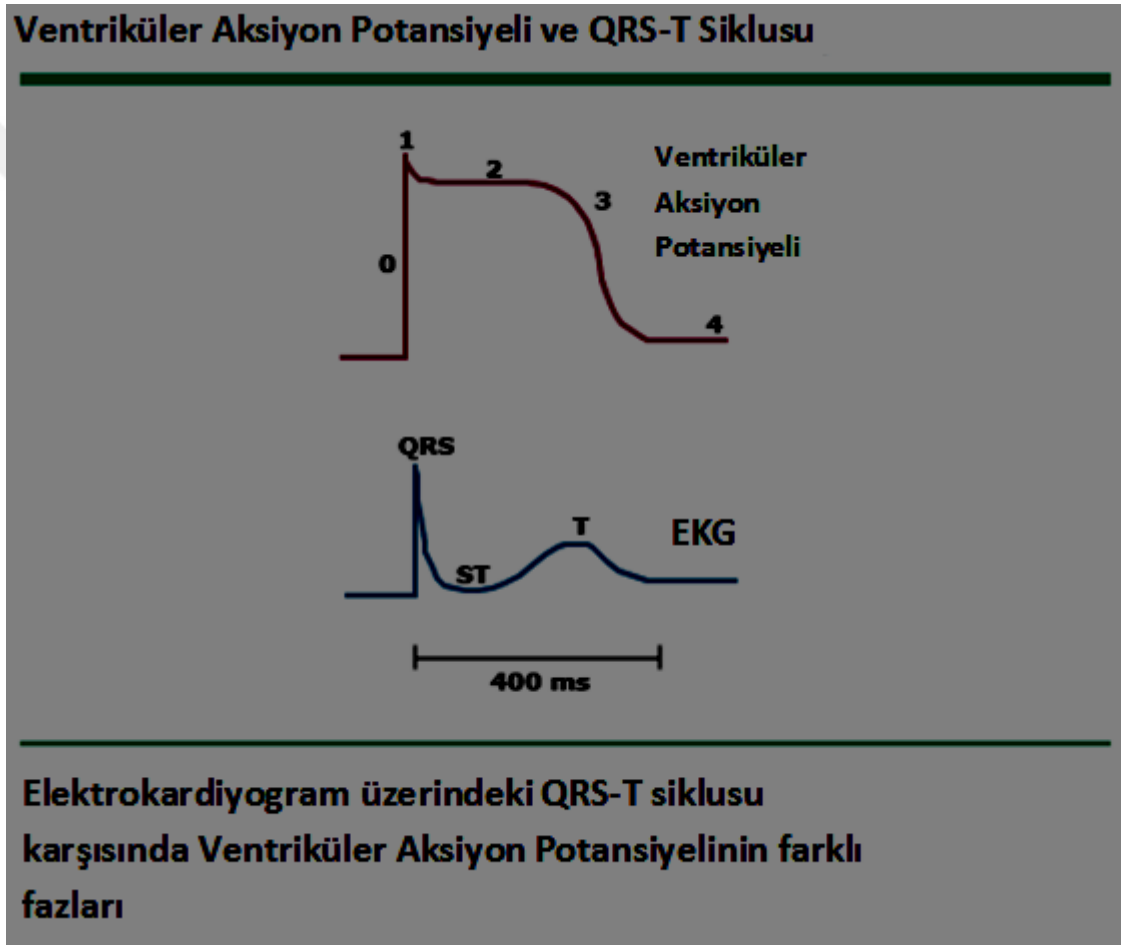 Ventriküler Aksiyon Potansiyeli ve QRS-T Siklusu
1
2
Ventriküler
3
Aksiyon
Potansiyeli
0
4
QRS
T
EKG
ST
400 ms
Elektrokardiyogram üzerindeki QRS-T siklusu
karşısında Ventriküler Aksiyon Potansiyelinin farklı
fazları